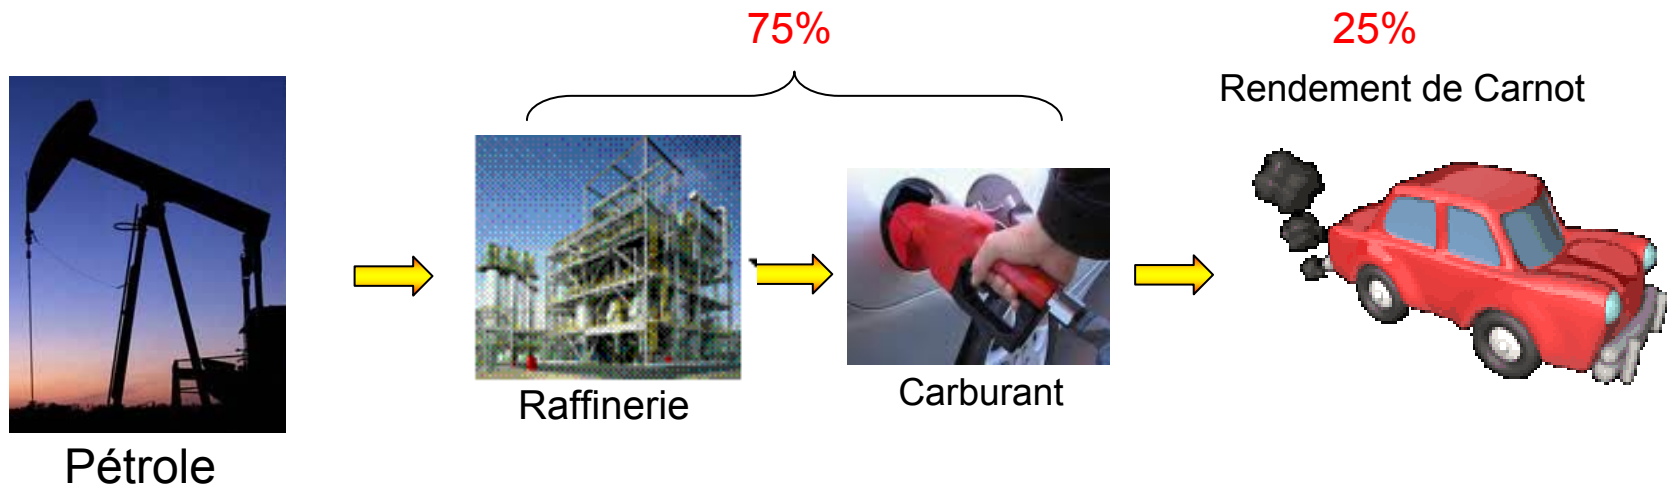 75%
25%
Rendement de Carnot
Raffinerie
Carburant
Pétrole